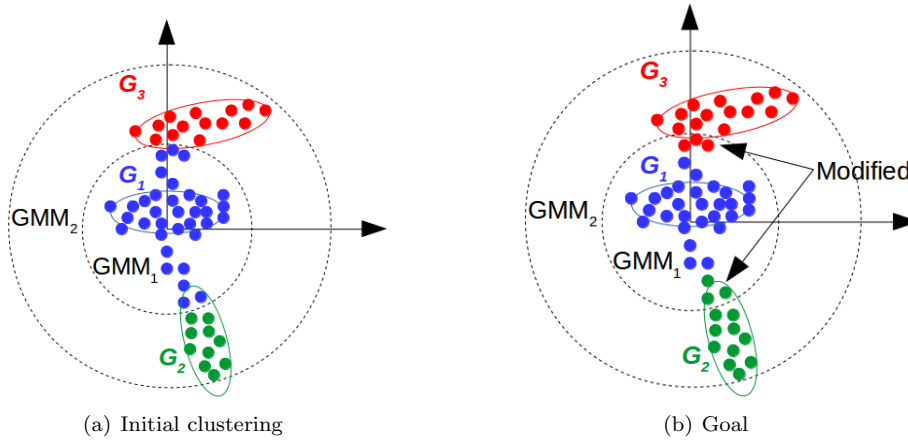 G3
G1
GMM2
GMM1
G2
(a) Initial clustering
G3
G1
Modified
GMM2
GMM1
G2
(b) Goal